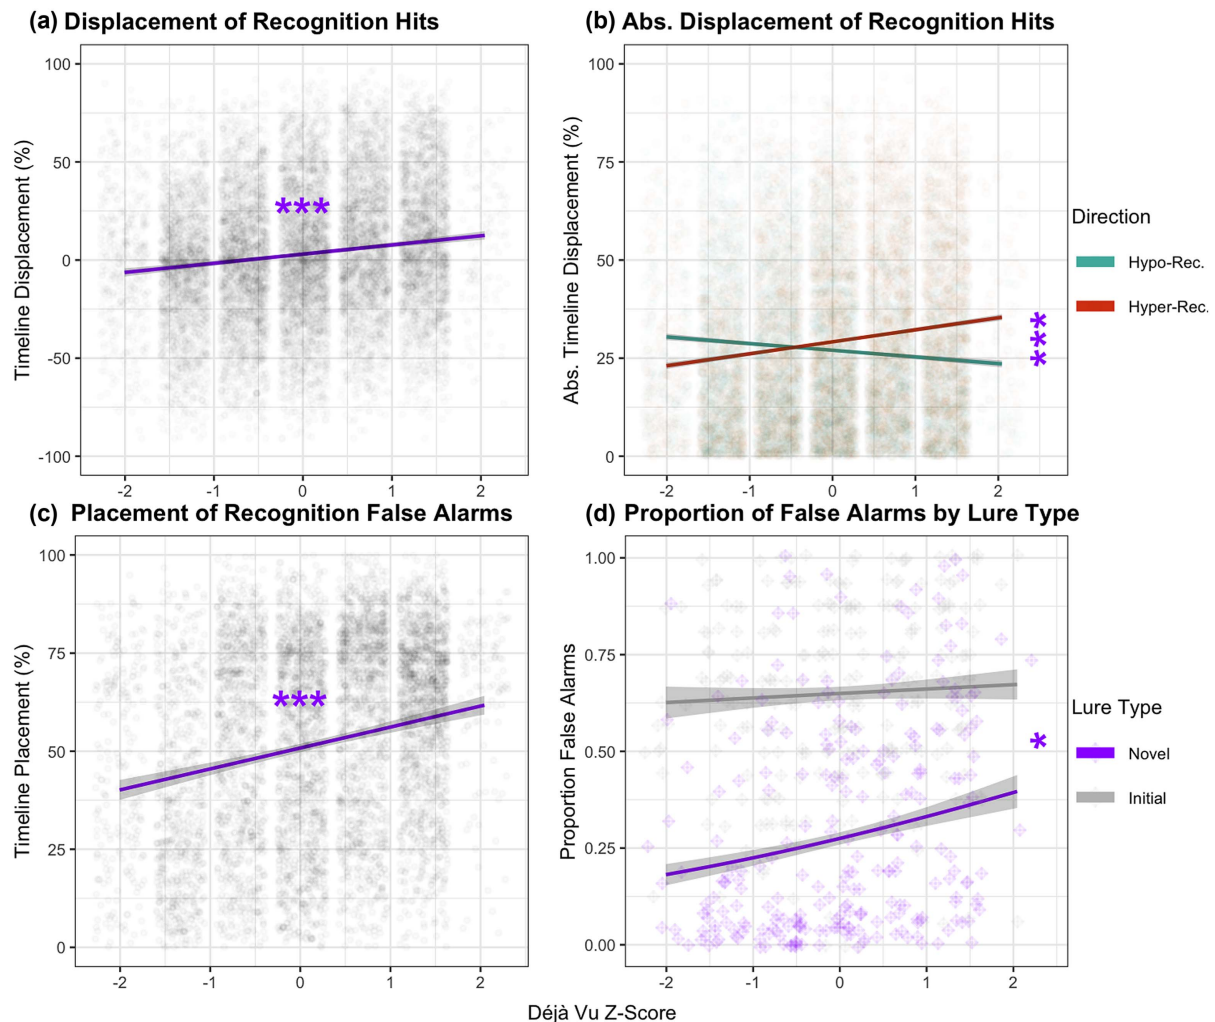 (a) Displacement of Recognition Hits
Timeline Displacement (%)
100
50
0
-50
-100
***
-2 -1 0 1 2
(b) Abs. Displacement of Recognition Hits
Abs. Timeline Displacement (%)
100
75
50
25
0
-2 -1 0 1 2
Direction
Hypo-Rec.
Hyper-Rec.
*
*
*
(c) Placement of Recognition False Alarms
Timeline Placement (%)
100
75
50
25
0
***
-2 -1 0 1 2
(d) Proportion of False Alarms by Lure Type
Proportion False Alarms
1.00
0.75
0.50
0.25
0.00
-2 -1 0 1 2
Lure Type
*
Novel
Initial
Déjà Vu Z-Score